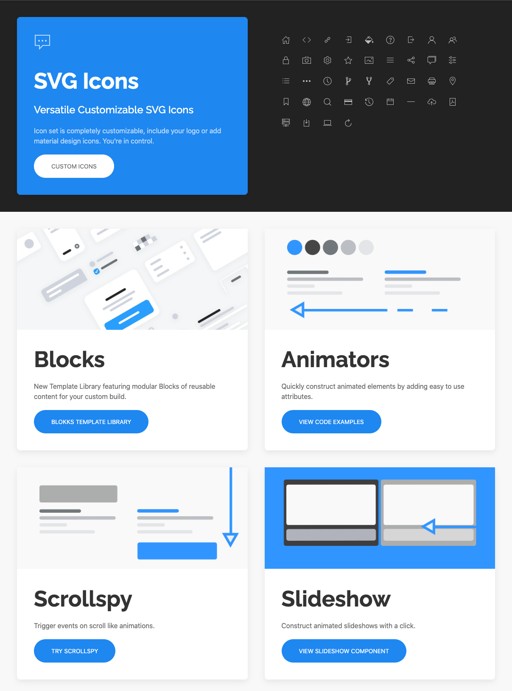 SVG Icons
Versatile Customizable SVG Icons
Icon set is completely customizable, include your logo or add
material design icons. You're in control.
CUSTOM ICONS
Blocks
New Template Library featuring modular Blocks of reusable
content for your custom build.
BLOKKS TEMPLATE LIBRARY
Animators
Quickly construct animated elements by adding easy to use
attributes.
VIEW CODE EXAMPLES
Scrollspy
Trigger events on scroll like animations.
TRY SCROLLSPY
Slideshow
Construct animated slideshows with a click.
VIEW SLIDESHOW COMPONENT